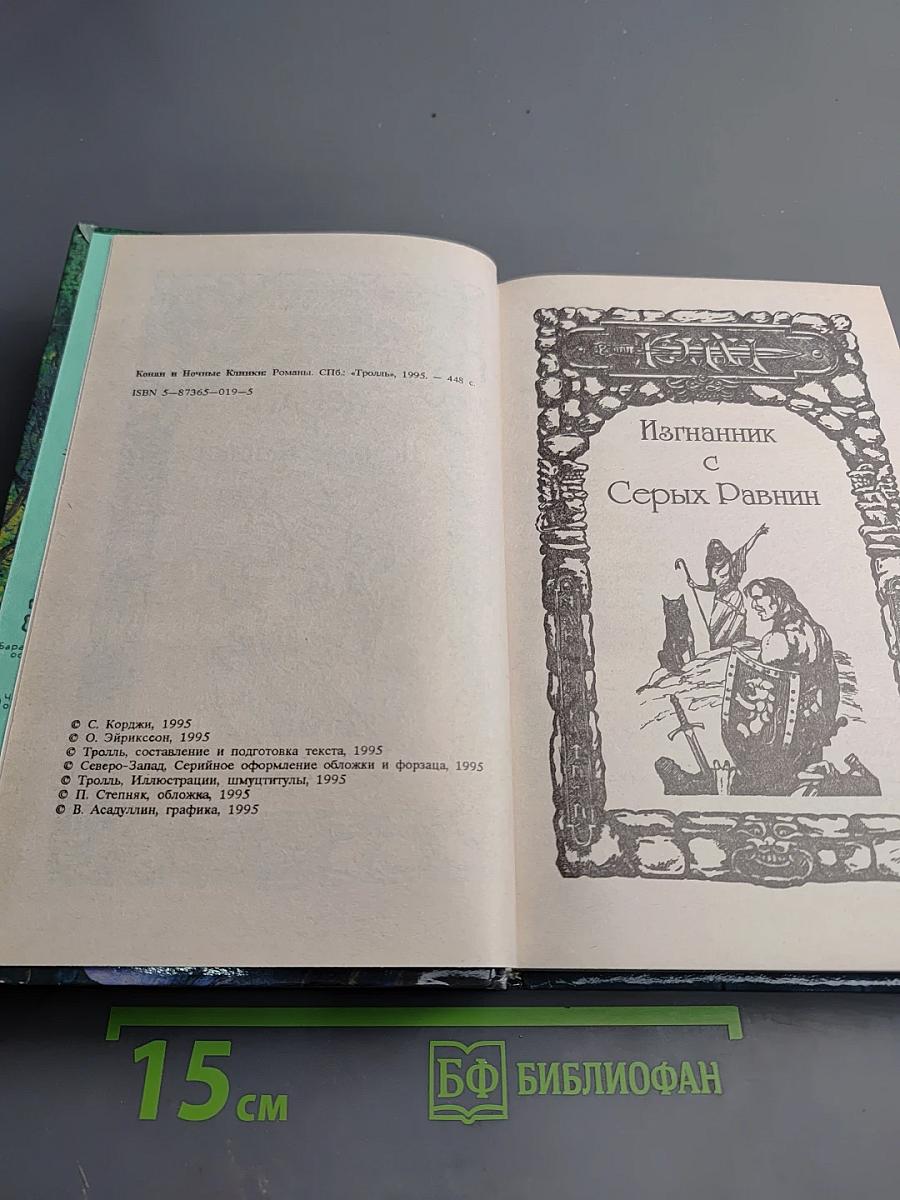 Конан и Ночные Клинки: Романы. СПб.: «Тролль», 1995. — 448 с.
ISBN 5—87365—019—5
© С. Корджи, 1995
© О. Эйрикссон, 1995
© Тролль, составление и подготовка текста, 1995
© Северо-Запад, Серийное оформление обложки и форзаца, 1995
© Тролль, Иллюстрации, шмуцтитулы, 1995
© П. Степняк, обложка, 1995
© В. Асадуллин, графика, 1995
Конан
Изгнанник
с
Серых Равнин
15 см
БФ БИБЛИОФАН